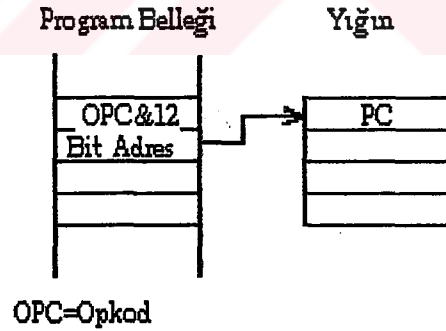 Program Belleği Yığın
OPC&12 PC
Bit Adres
OPC=Opkod